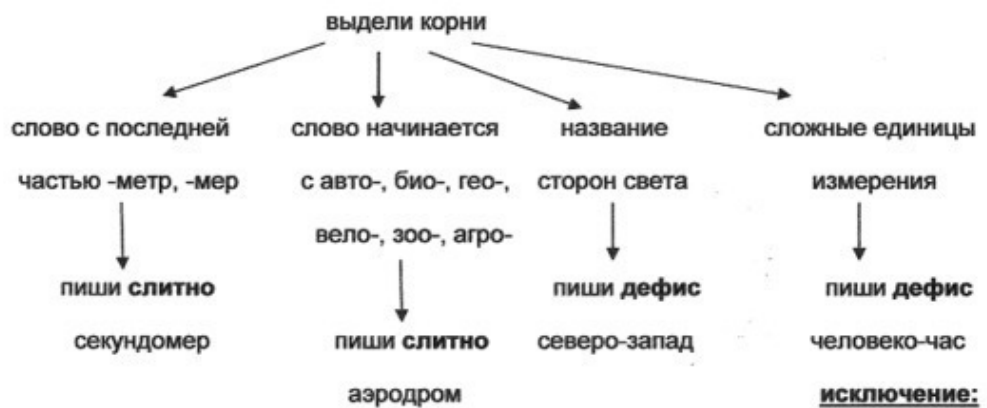 выдели корни
слово с последней
частью -метр, -мер
пиши слитно
секундомер
слово начинается
с авто-, био-, гео-,
вело-, зоо-, агро-
пиши слитно
аэродром
название
сторон света
пиши дефис
северо-запад
сложные единицы
измерения
пиши дефис
человеко-час
исключение: